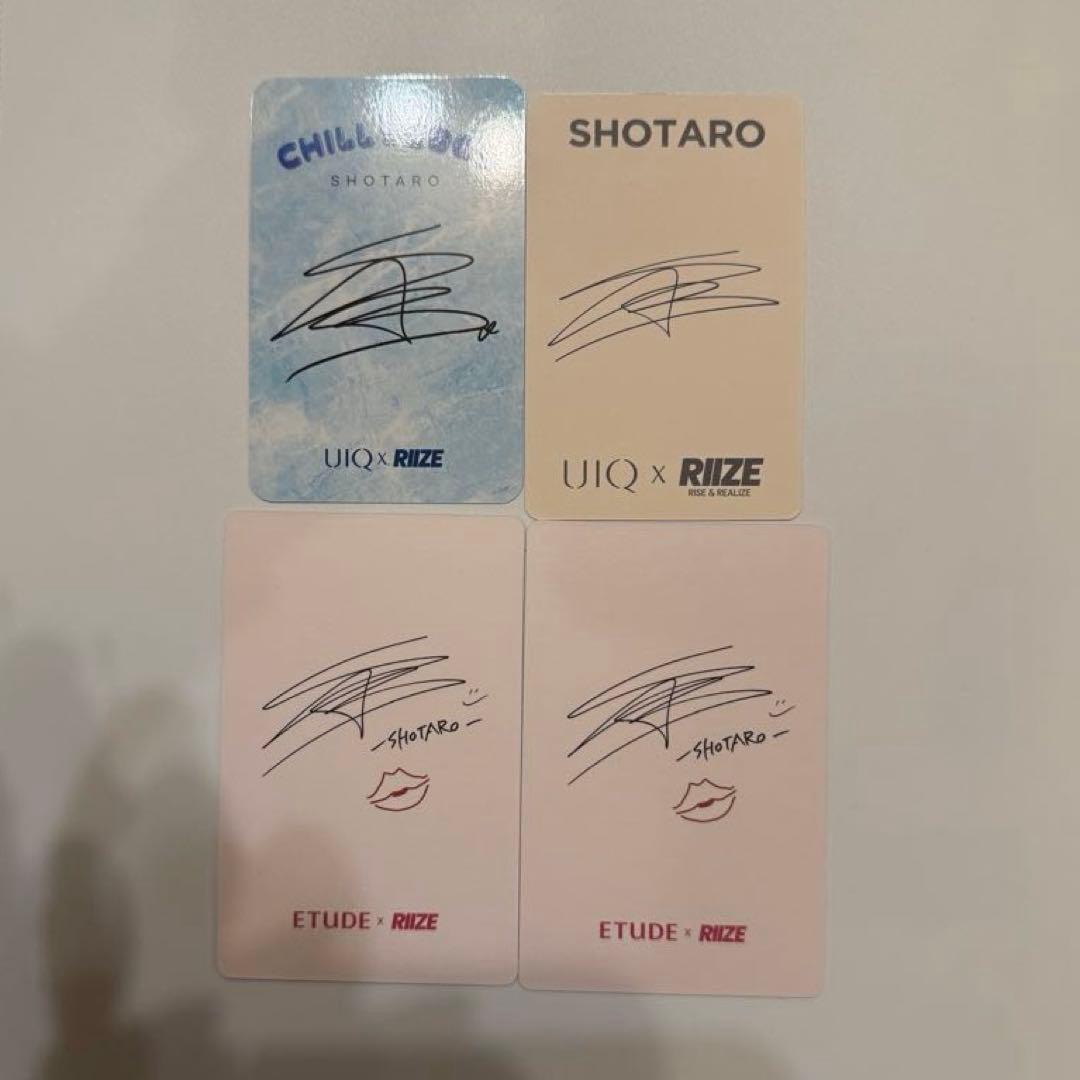 CHILL
SHOTARO
UIQ X RIIZE
SHOTARO
UIQ X RIIZE
RISE & REALIZE
-SHOTARO-
ETUDE X RIIZE
-SHOTARO-
ETUDE X RIIZE